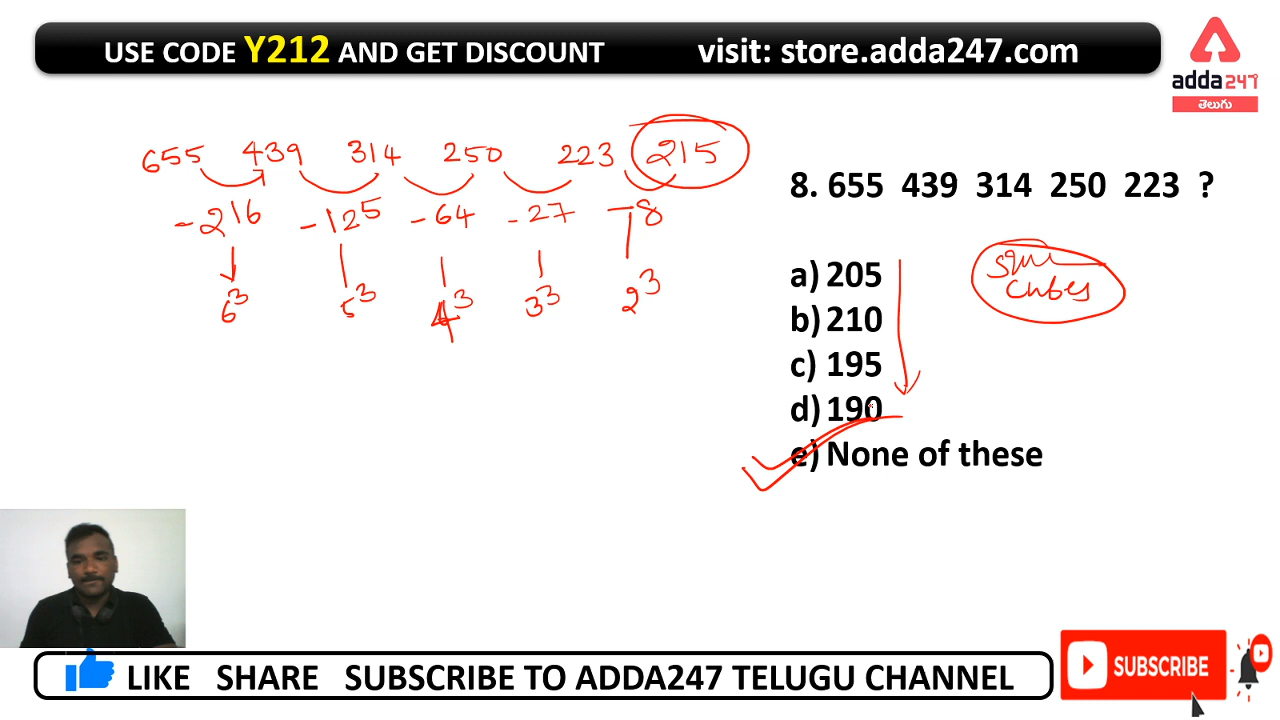 USE CODE Y212 AND GET DISCOUNT visit: store.adda247.com
adda247
తెలుగు
655 439 314 250 223 215
-216 -125 -64 -27 -8
6³ 5³ 4³ 3³ 2³
8. 655 439 314 250 223 ?
a) 205
b) 210
c) 195
d) 190
e) None of these
cubes
LIKE SHARE SUBSCRIBE TO ADDA247 TELUGU CHANNEL
SUBSCRIBE